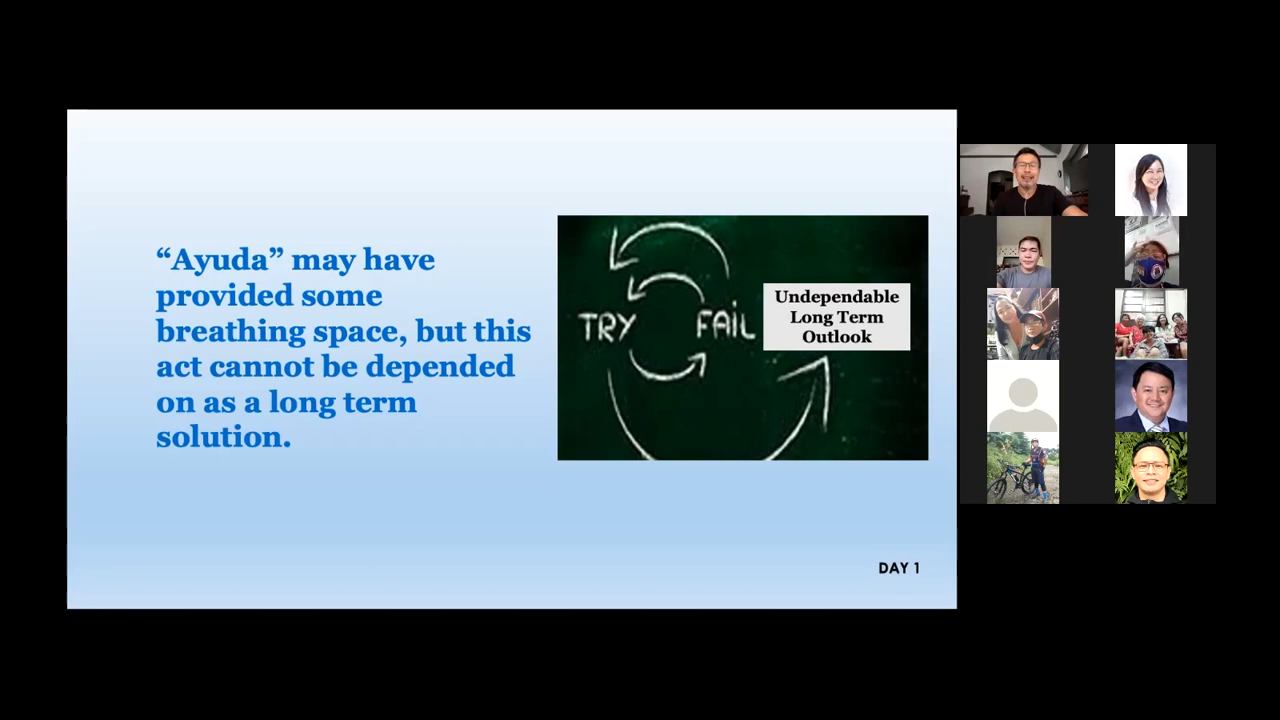 “Ayuda” may have
provided some
breathing space, but this
act cannot be depended
on as a long term
solution.
TRY
FAiL
Undependable
Long Term
Outlook
DAY 1